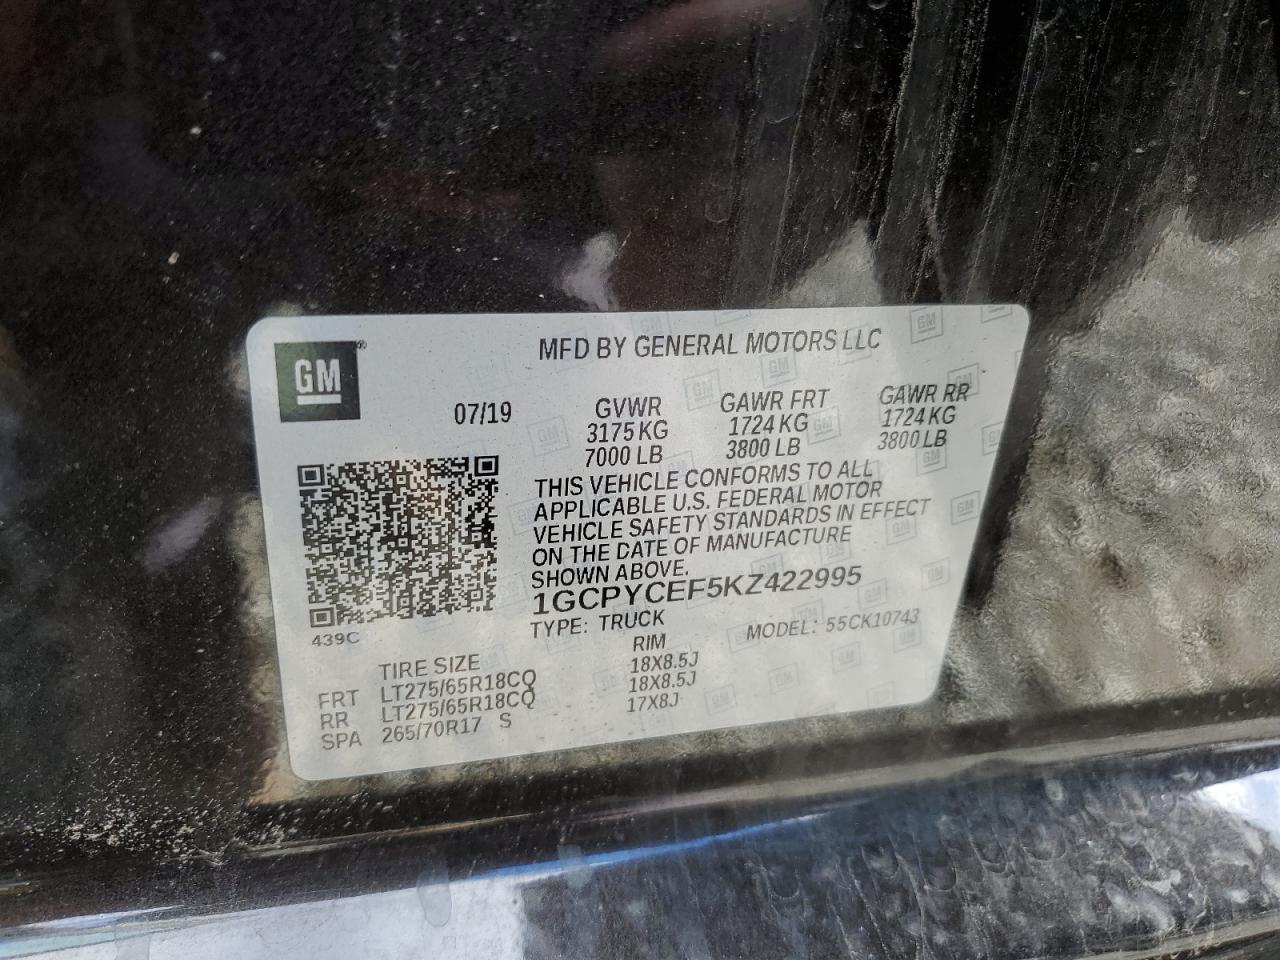 GM
®
MFD BY GENERAL MOTORS LLC
07/19 GVWR GAWR FRT GAWR RR
3175 KG 1724 KG 1724 KG
7000 LB 3800 LB 3800 LB
THIS VEHICLE CONFORMS TO ALL
APPLICABLE U.S. FEDERAL MOTOR
VEHICLE SAFETY STANDARDS IN EFFECT
ON THE DATE OF MANUFACTURE
SHOWN ABOVE.
1GCPYCEF5KZ422995
TYPE: TRUCK MODEL: 55CK10743
439C
TIRE SIZE RIM
FRT LT275/65R18CQ 18X8.5J
RR LT275/65R18CQ 18X8.5J
SPA 265/70R17 S 17X8J